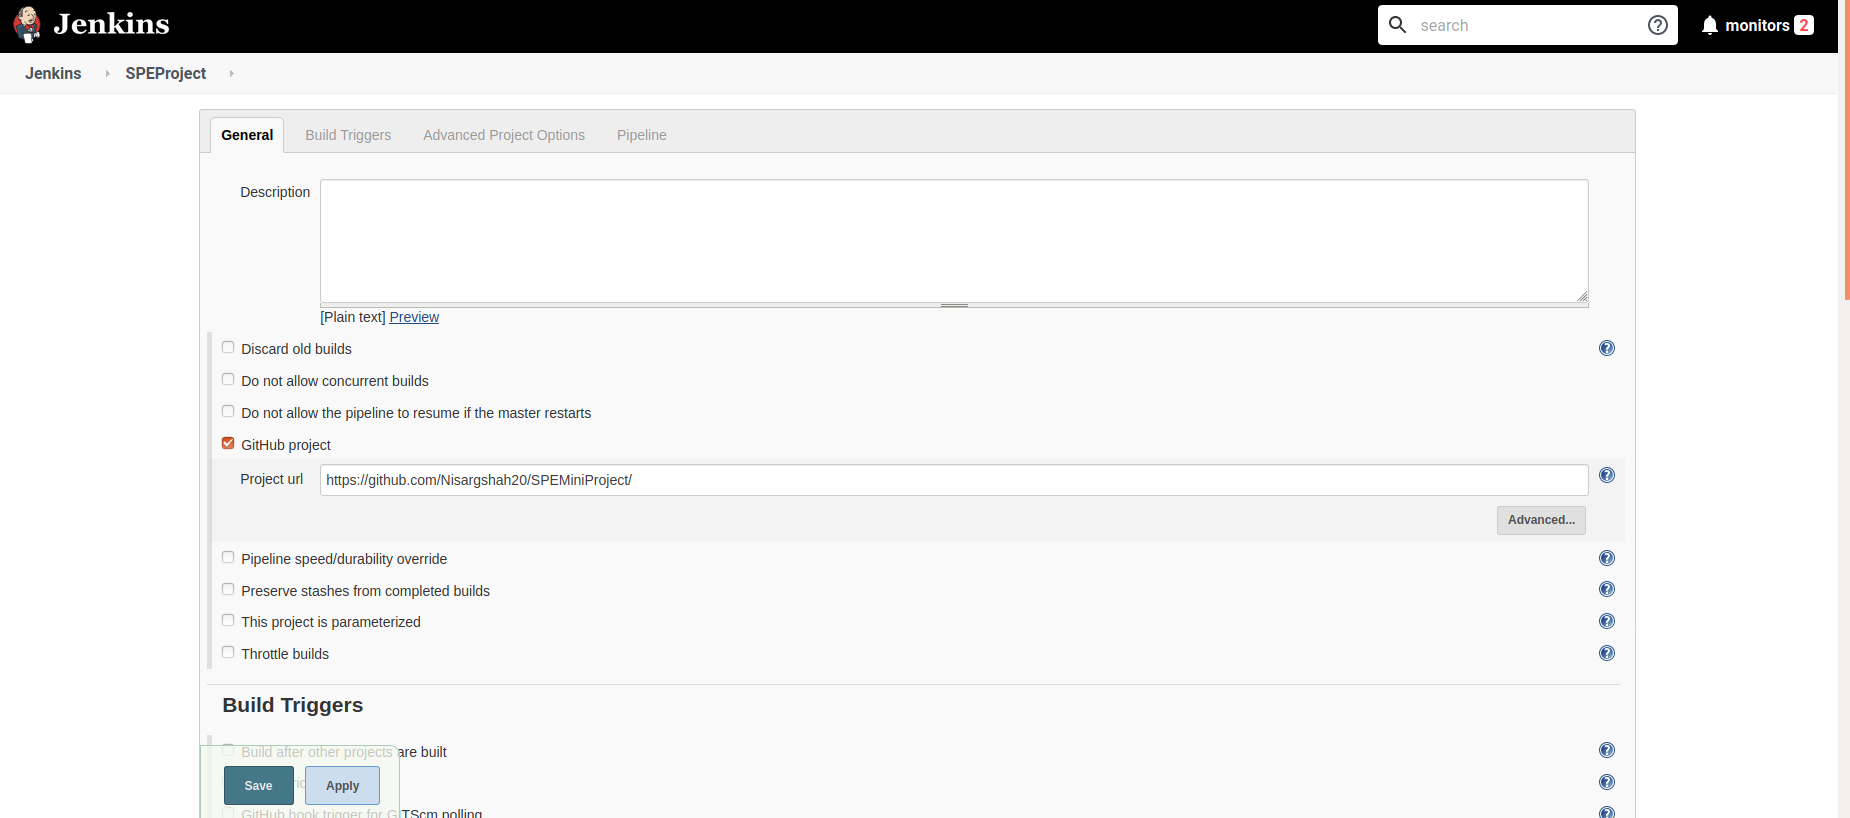 Jenkins
search
monitors 2
Jenkins
SPEProject
General Build Triggers Advanced Project Options Pipeline
Description
[Plain text] Preview
Discard old builds
Do not allow concurrent builds
Do not allow the pipeline to resume if the master restarts
GitHub project
Project url https://github.com/Nisargshah20/SPEMiniProject/
Advanced...
Pipeline speed/durability override
Preserve stashes from completed builds
This project is parameterized
Throttle builds
Build Triggers
Build after other projects are built
Save Apply
GitHub hook trigger for GITScm polling